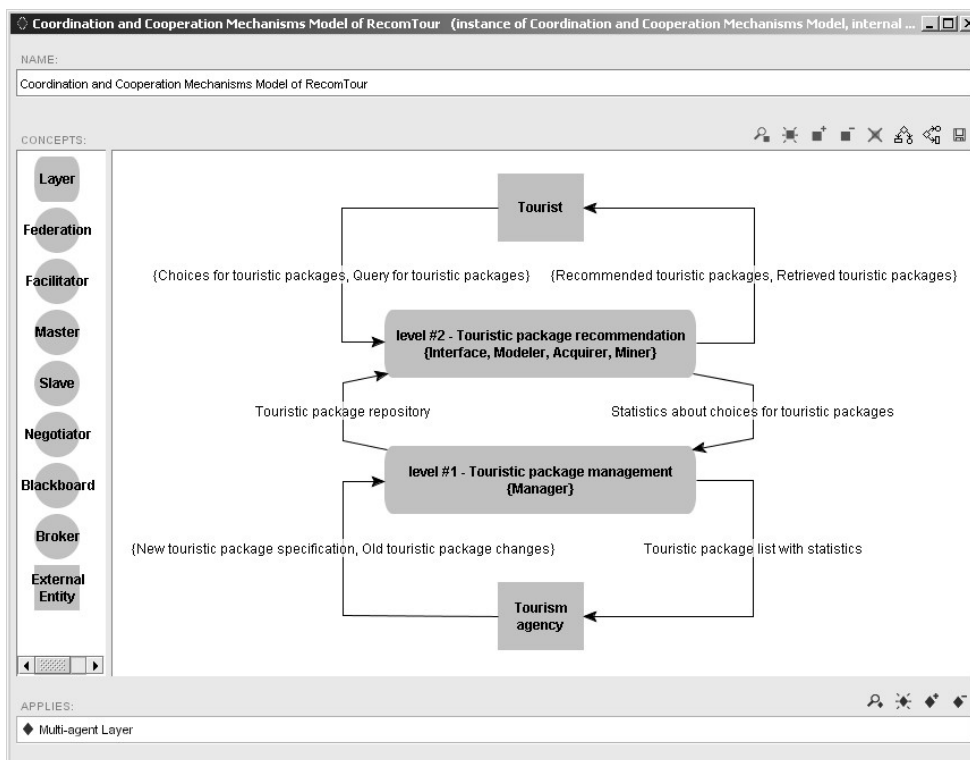 Coordination and Cooperation Mechanisms Model of RecomTour (instance of Coordination and Cooperation Mechanisms Model, internal ...
NAME:
Coordination and Cooperation Mechanisms Model of RecomTour
CONCEPTS:
Layer
Federation
Facilitator
Master
Slave
Negotiator
Blackboard
Broker
External
Entity
Tourist
{Choices for touristic packages, Query for touristic packages}
{Recommended touristic packages, Retrieved touristic packages}
level #2 - Touristic package recommendation
{Interface, Modeler, Acquirer, Miner}
Touristic package repository
Statistics about choices for touristic packages
level #1 - Touristic package management
{Manager}
{New touristic package specification, Old touristic package changes}
Touristic package list with statistics
Tourism
agency
APPLIES:
Multi-agent Layer